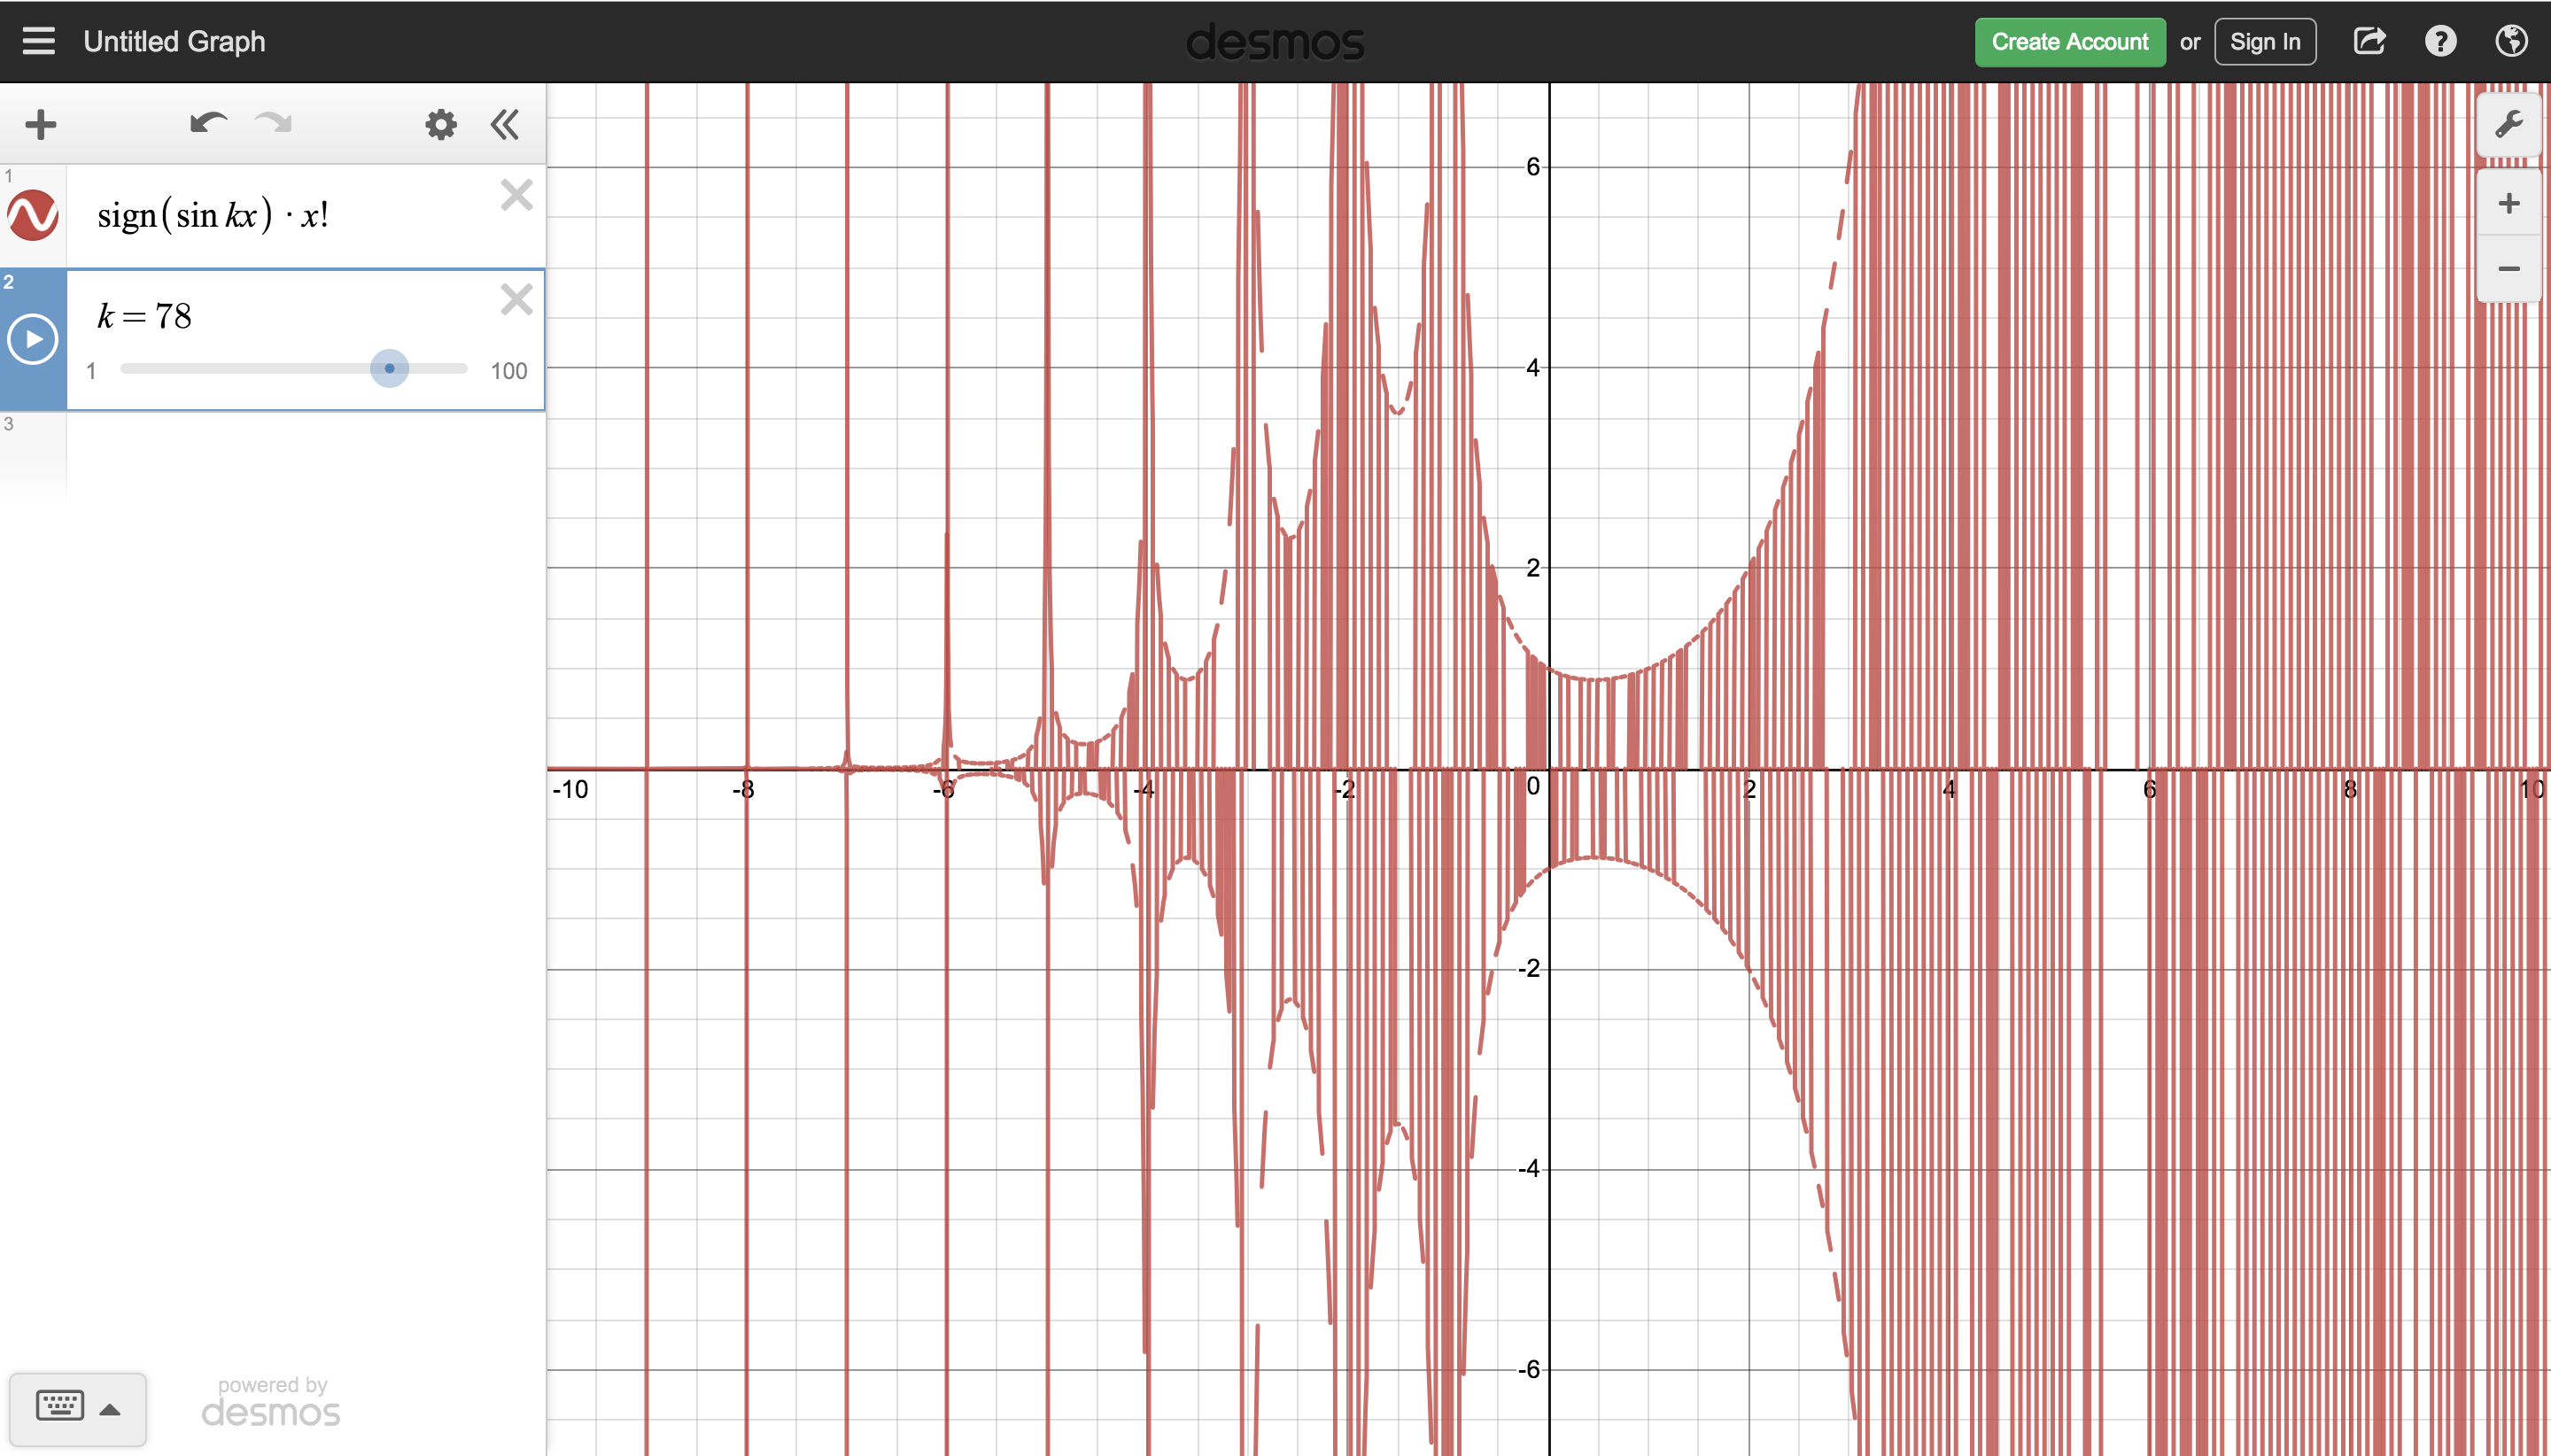 Untitled Graph
desmos
Create Account or Sign In
1
sign(sin kx) · x!
2
k = 78
1 100
3
6
4
2
-10 -8 -6 -4 -2 0 2 4 6 8 10
-2
-4
-6
powered by
desmos